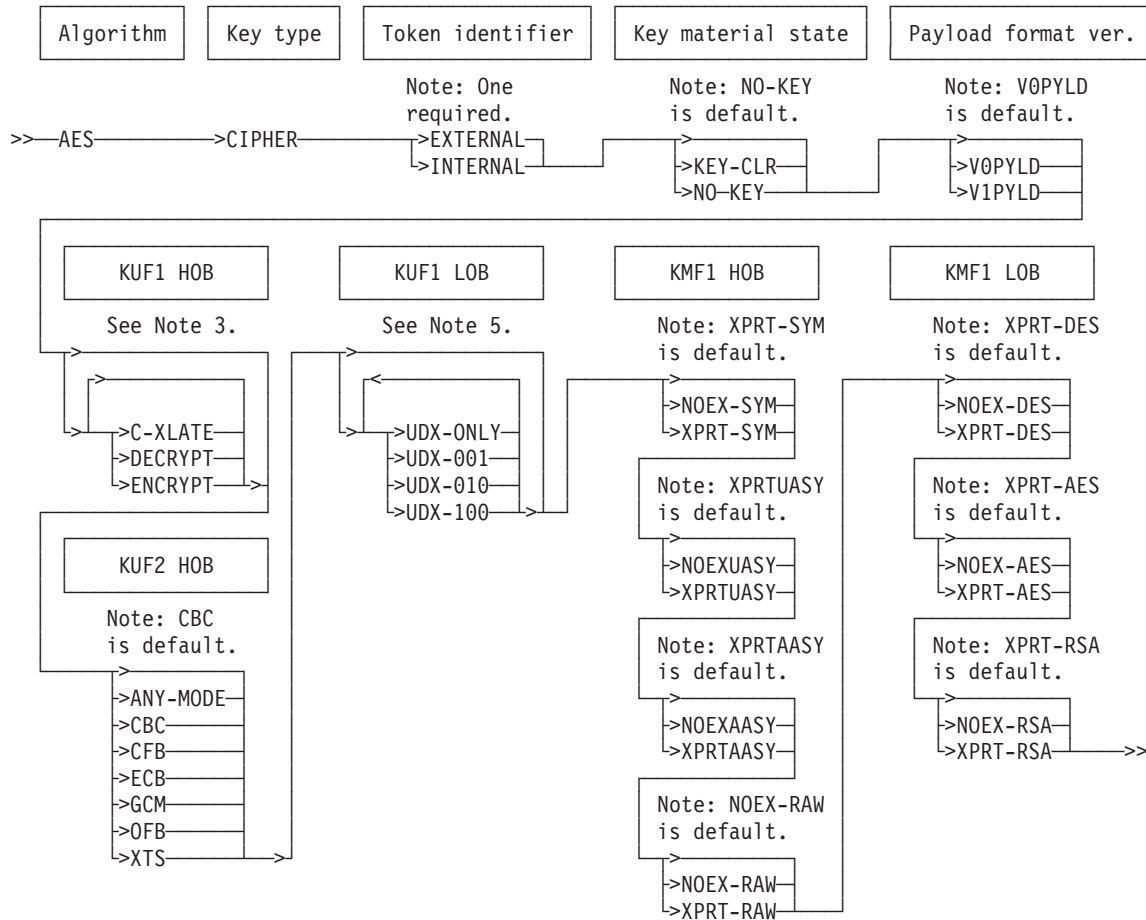 Algorithm Key type Token identifier Key material state Payload format ver.
Note: One Note: NO-KEY Note: V0PYLD
required. is default. is default.
>>—AES—>CIPHER—>EXTERNAL > >
>INTERNAL >KEY-CLR >V0PYLD
>NO-KEY >V1PYLD
KUF1 HOB KUF1 LOB KMF1 HOB KMF1 LOB
See Note 3. See Note 5. Note: XPRT-SYM Note: XPRT-DES
is default. is default.
> > > >
> < >NOEX-SYM >NOEX-DES
>C-XLATE >UDX-ONLY >XPRT-SYM >XPRT-DES
>DECRYPT >UDX-001
>ENCRYPT > >UDX-010 Note: XPRTUASY Note: XPRT-AES
>UDX-100 > is default. is default.
KUF2 HOB >NOEXUASY >NOEX-AES
>XPRTUASY >XPRT-AES
Note: CBC
is default. Note: XPRTAASY Note: XPRT-RSA
> is default. is default.
>ANY-MODE
>CBC >NOEXAASY >NOEX-RSA
>CFB >XPRTAASY >XPRT-RSA—>>
>ECB
>GCM Note: NOEX-RAW
>OFB is default.
>XTS >
>NOEX-RAW
>XPRT-RAW